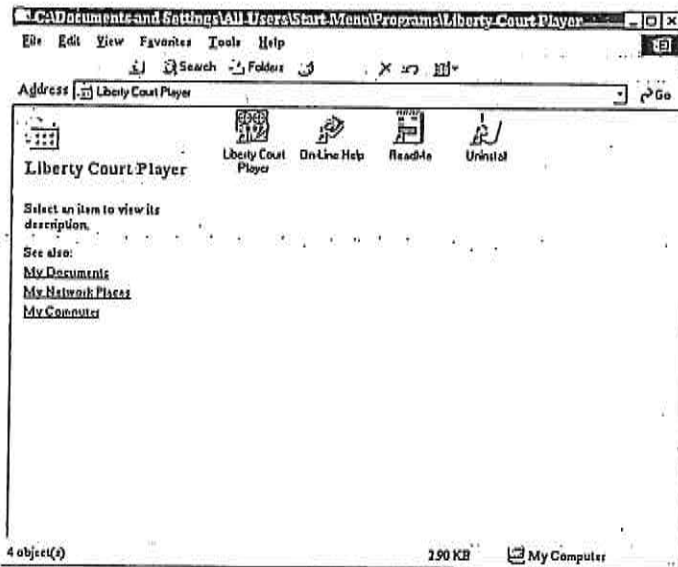 C:\Documents and Settings\All Users\Start Menu\Programs\Liberty Court Player
File Edit View Favorites Tools Help
Search Folders
Address Liberty Court Player Go
Liberty Court Player
Liberty Court
Player
On-Line Help
ReadMe
Uninstall
Select an item to view its
description.
See also:
My Documents
My Network Places
My Computer
4 object(s) 2.90 KB My Computer